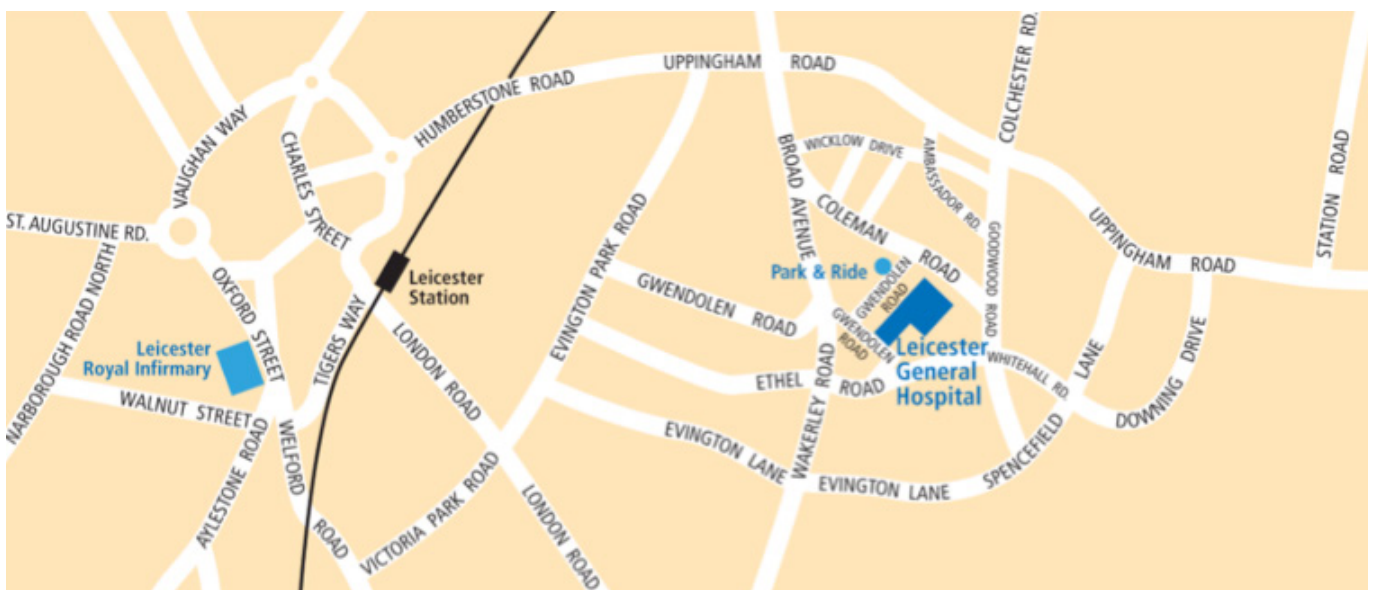 UPPINGHAM ROAD
COLCHESTER RD.
HUMBERSTONE ROAD
VAUGHAN WAY
CHARLES STREET
BROAD AVENUE
WICKLOW DRIVE
AMBASSADOR RD.
STATION ROAD
ST. AUGUSTINE RD.
EVINGTON PARK ROAD
COLEMAN ROAD
GOODWOOD ROAD
UPPINGHAM ROAD
NARBOROUGH ROAD NORTH
OXFORD STREET
Leicester
Station
GWENDOLEN ROAD
Park & Ride
GWENDOLEN
ROAD
GWENDOLEN
ROAD
Leicester
Royal Infirmary
TIGERS WAY
LONDON ROAD
Leicester
General
Hospital
WHITEHALL RD.
ETHEL ROAD
WAKERLEY ROAD
DOWNING DRIVE
WALNUT STREET
AYLESTONE ROAD
WELFORD ROAD
VICTORIA PARK ROAD
LONDON ROAD
EVINGTON LANE
EVINGTON LANE
SPENCEFIELD LANE